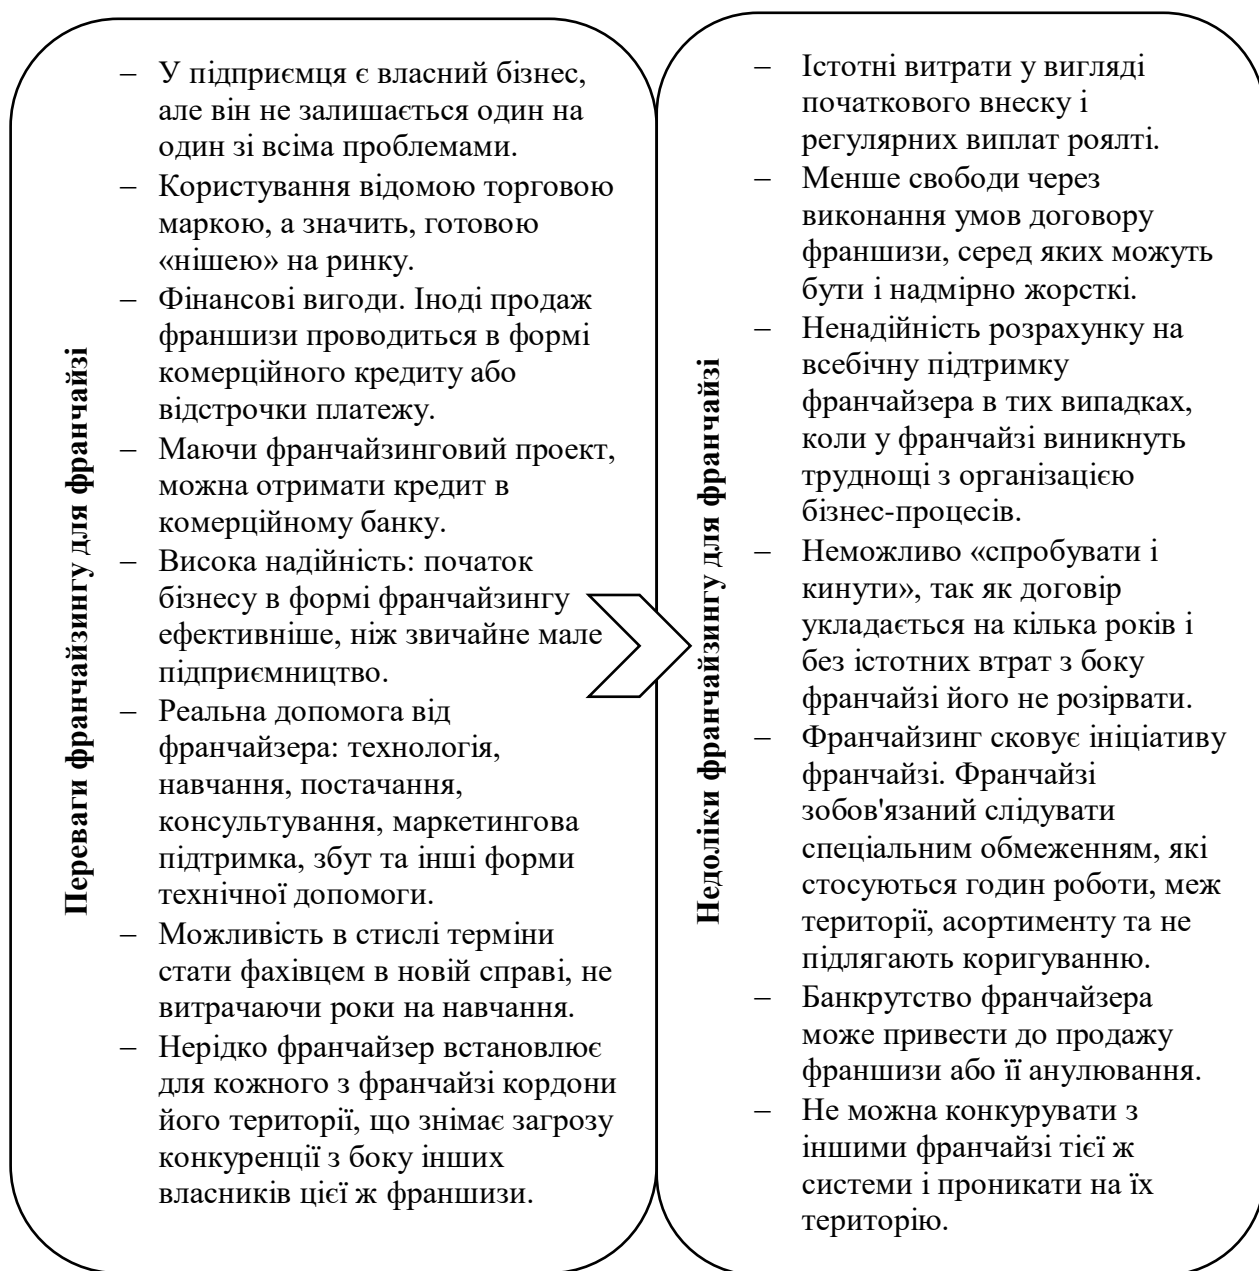 Переваги франчайзингу для франчайзі
– У підприємця є власний бізнес,
але він не залишається один на
один зі всіма проблемами.
– Користування відомою торговою
маркою, а значить, готовою
«нішею» на ринку.
– Фінансові вигоди. Іноді продаж
франшизи проводиться в формі
комерційного кредиту або
відстрочки платежу.
– Маючи франчайзинговий проект,
можна отримати кредит в
комерційному банку.
– Висока надійність: початок
бізнесу в формі франчайзингу
ефективніше, ніж звичайне мале
підприємництво.
– Реальна допомога від
франчайзера: технологія,
навчання, постачання,
консультування, маркетингова
підтримка, збут та інші форми
технічної допомоги.
– Можливість в стислі терміни
стати фахівцем в новій справі, не
витрачаючи роки на навчання.
– Нерідко франчайзер встановлює
для кожного з франчайзі кордони
його території, що знімає загрозу
конкуренції з боку інших
власників цієї ж франшизи.
Недоліки франчайзингу для франчайзі
– Істотні витрати у вигляді
початкового внеску і
регулярних виплат роялті.
– Менше свободи через
виконання умов договору
франшизи, серед яких можуть
бути і надмірно жорсткі.
– Ненадійність розрахунку на
всебічну підтримку
франчайзера в тих випадках,
коли у франчайзі виникнуть
труднощі з організацією
бізнес-процесів.
– Неможливо «спробувати і
кинути», так як договір
укладається на кілька років і
без істотних втрат з боку
франчайзі його не розірвати.
– Франчайзинг сковує ініціативу
франчайзі. Франчайзі
зобов'язаний слідувати
спеціальним обмеженням, які
стосуються годин роботи, меж
території, асортименту та не
підлягають коригуванню.
– Банкрутство франчайзера
може привести до продажу
франшизи або її анулювання.
– Не можна конкурувати з
іншими франчайзі тієї ж
системи і проникати на їх
територію.